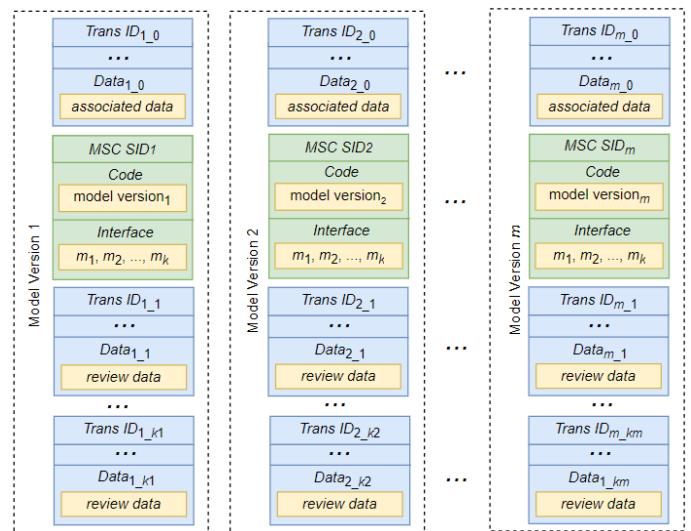 Model Version 1
Trans ID1_0
...
Data1_0
associated data
MSC SID1
Code
model version1
Interface
m1, m2, ..., mk
Trans ID1_1
...
Data1_1
review data
...
Trans ID1_k1
...
Data1_k1
review data
Model Version 2
Trans ID2_0
...
Data2_0
associated data
MSC SID2
Code
model version2
Interface
m1, m2, ..., mk
Trans ID2_1
...
Data2_1
review data
...
Trans ID2_k2
...
Data2_k2
review data
...
...
...
...
Model Version m
Trans IDm_0
...
Datam_0
associated data
MSC SIDm
Code
model versionm
Interface
m1, m2, ..., mk
Trans IDm_1
...
Datam_1
review data
...
Trans IDm_km
...
Data1_km
review data